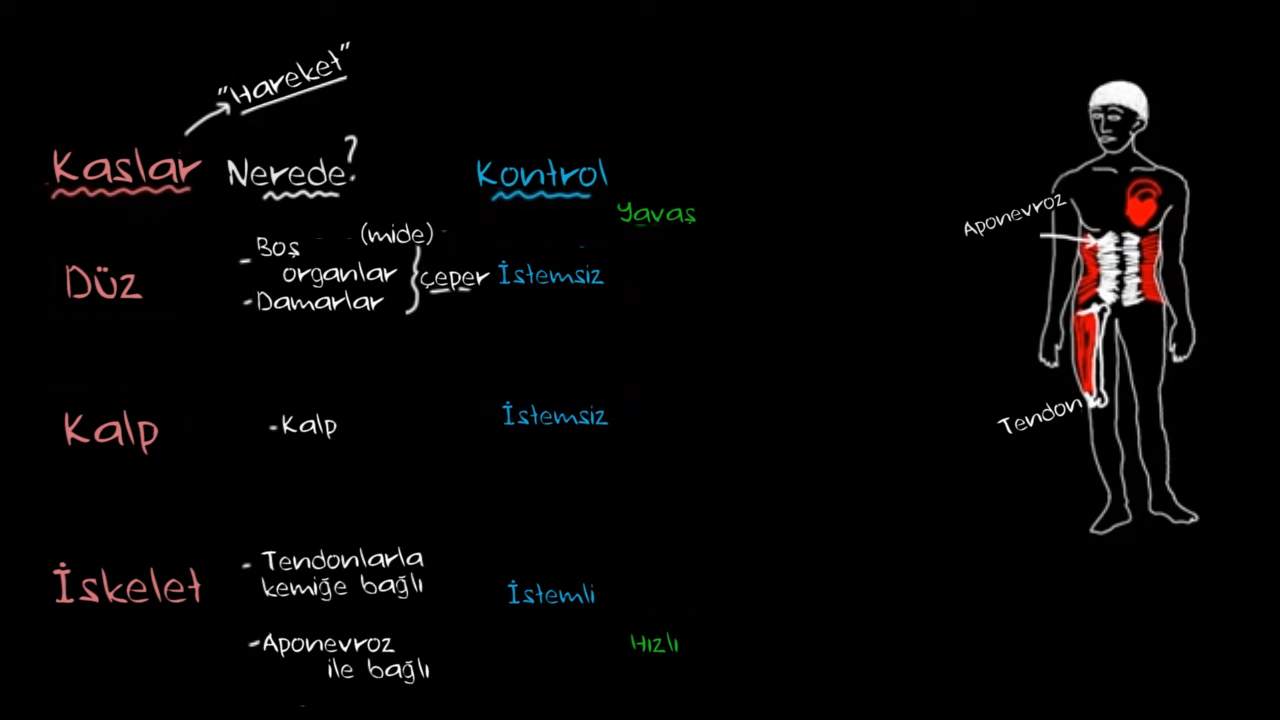 "Hareket"
Kaslar Nerede? Kontrol
Yavaş
Düz
- Boş (mide)
organlar
- Damarlar
çeper
İstemsiz
Kalp
- Kalp
İstemsiz
İskelet
- Tendonlarla
kemiğe bağlı
İstemli
- Aponevroz
ile bağlı
Hızlı
Aponevroz
Tendon